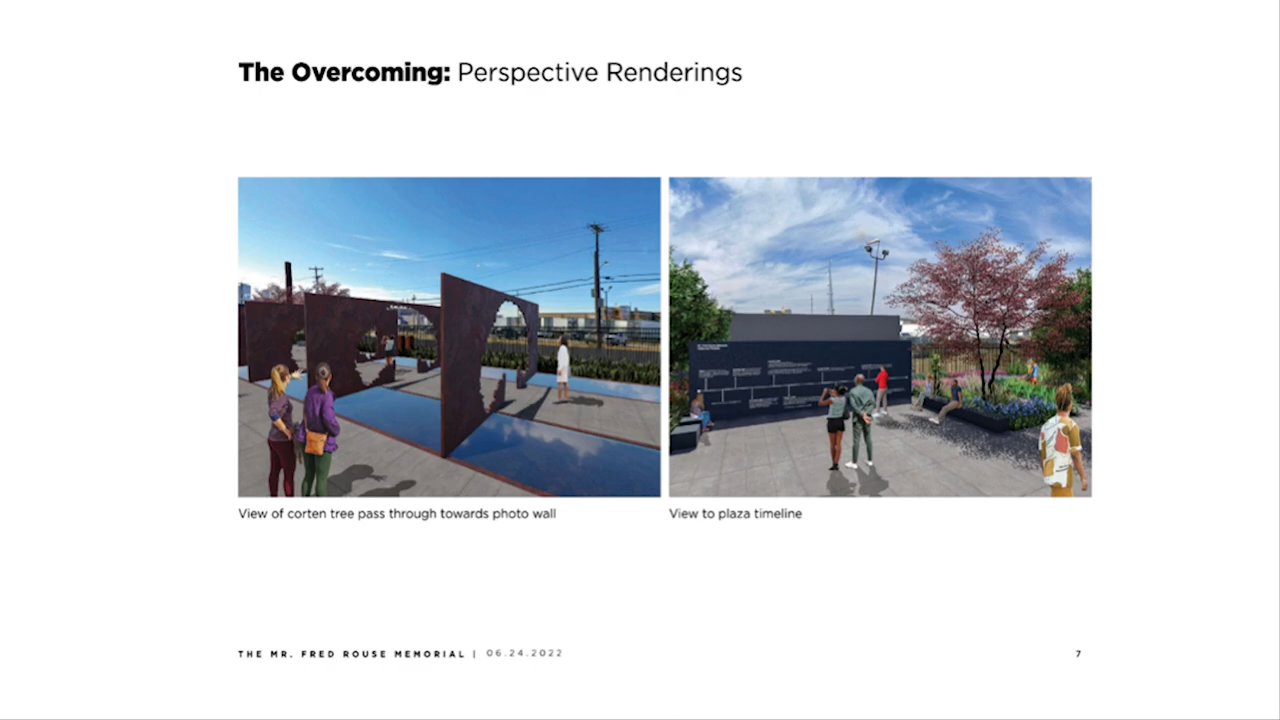 The Overcoming: Perspective Renderings
View of corten tree pass through towards photo wall
View to plaza timeline
THE MR. FRED ROUSE MEMORIAL | 06.24.2022
7